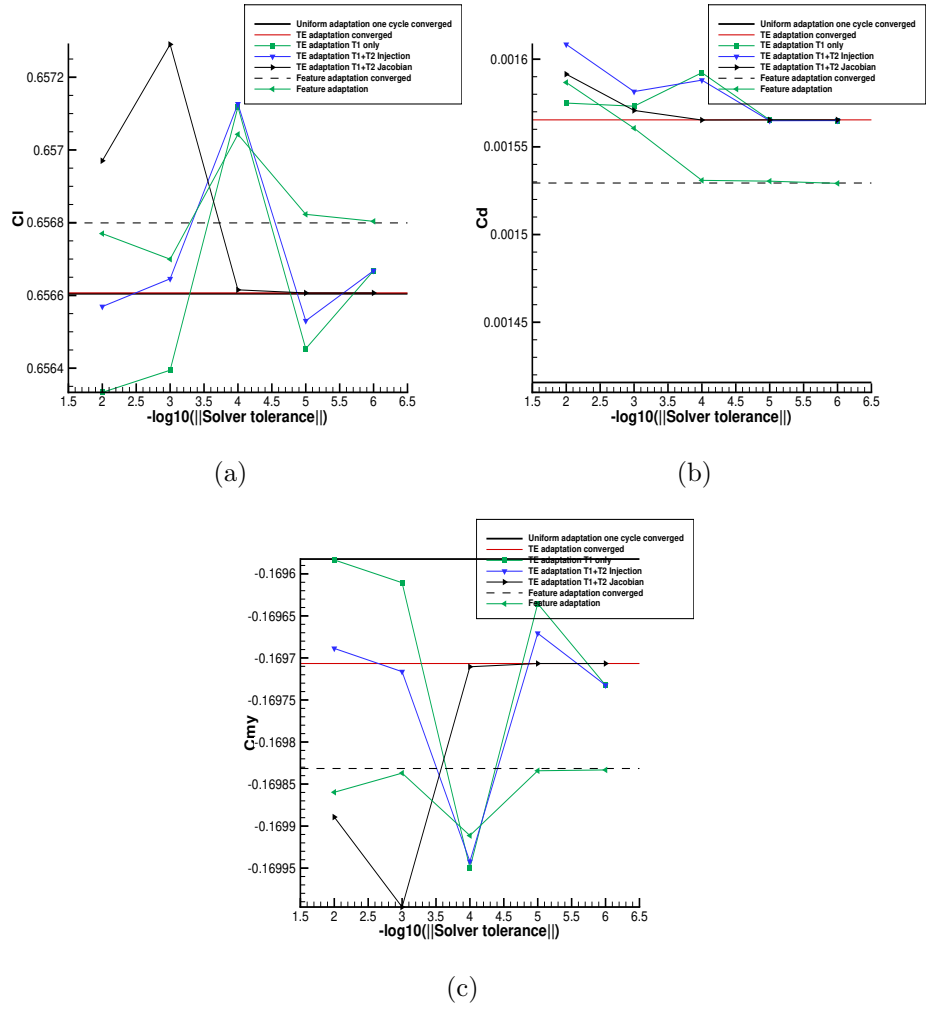 Uniform adaptation one cycle converged
TE adaptation converged
TE adaptation T1 only
TE adaptation T1+T2 Injection
TE adaptation T1+T2 Jacobian
Feature adaptation converged
Feature adaptation
Cl
0.6572
0.657
0.6568
0.6566
0.6564
1.5 2 2.5 3 3.5 4 4.5 5 5.5 6 6.5
-log10(||Solver tolerance||)
(a)
Uniform adaptation one cycle converged
TE adaptation converged
TE adaptation T1 only
TE adaptation T1+T2 Injection
TE adaptation T1+T2 Jacobian
Feature adaptation converged
Feature adaptation
Cd
0.0016
0.00155
0.0015
0.00145
1.5 2 2.5 3 3.5 4 4.5 5 5.5 6 6.5
-log10(||Solver tolerance||)
(b)
Uniform adaptation one cycle converged
TE adaptation converged
TE adaptation T1 only
TE adaptation T1+T2 Injection
TE adaptation T1+T2 Jacobian
Feature adaptation converged
Feature adaptation
Cmy
-0.1696
-0.16965
-0.1697
-0.16975
-0.1698
-0.16985
-0.1699
-0.16995
1.5 2 2.5 3 3.5 4 4.5 5 5.5 6 6.5
-log10(||Solver tolerance||)
(c)